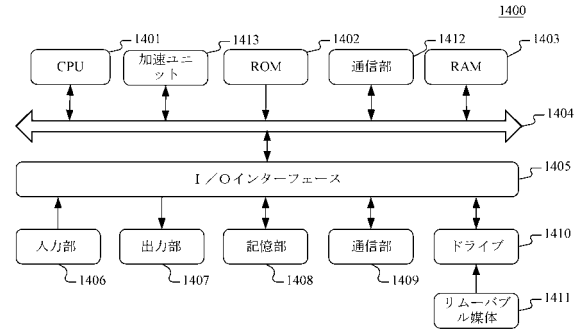 1400
1401
1413
1402
1412
1403
CPU
加速ユニ
ット
ROM
通信部
RAM
1404
1405
I/Oインターフェース
入力部
出力部
記憶部
通信部
ドライブ
1410
1406
1407
1408
1409
リムーバブ
ル媒体
1411